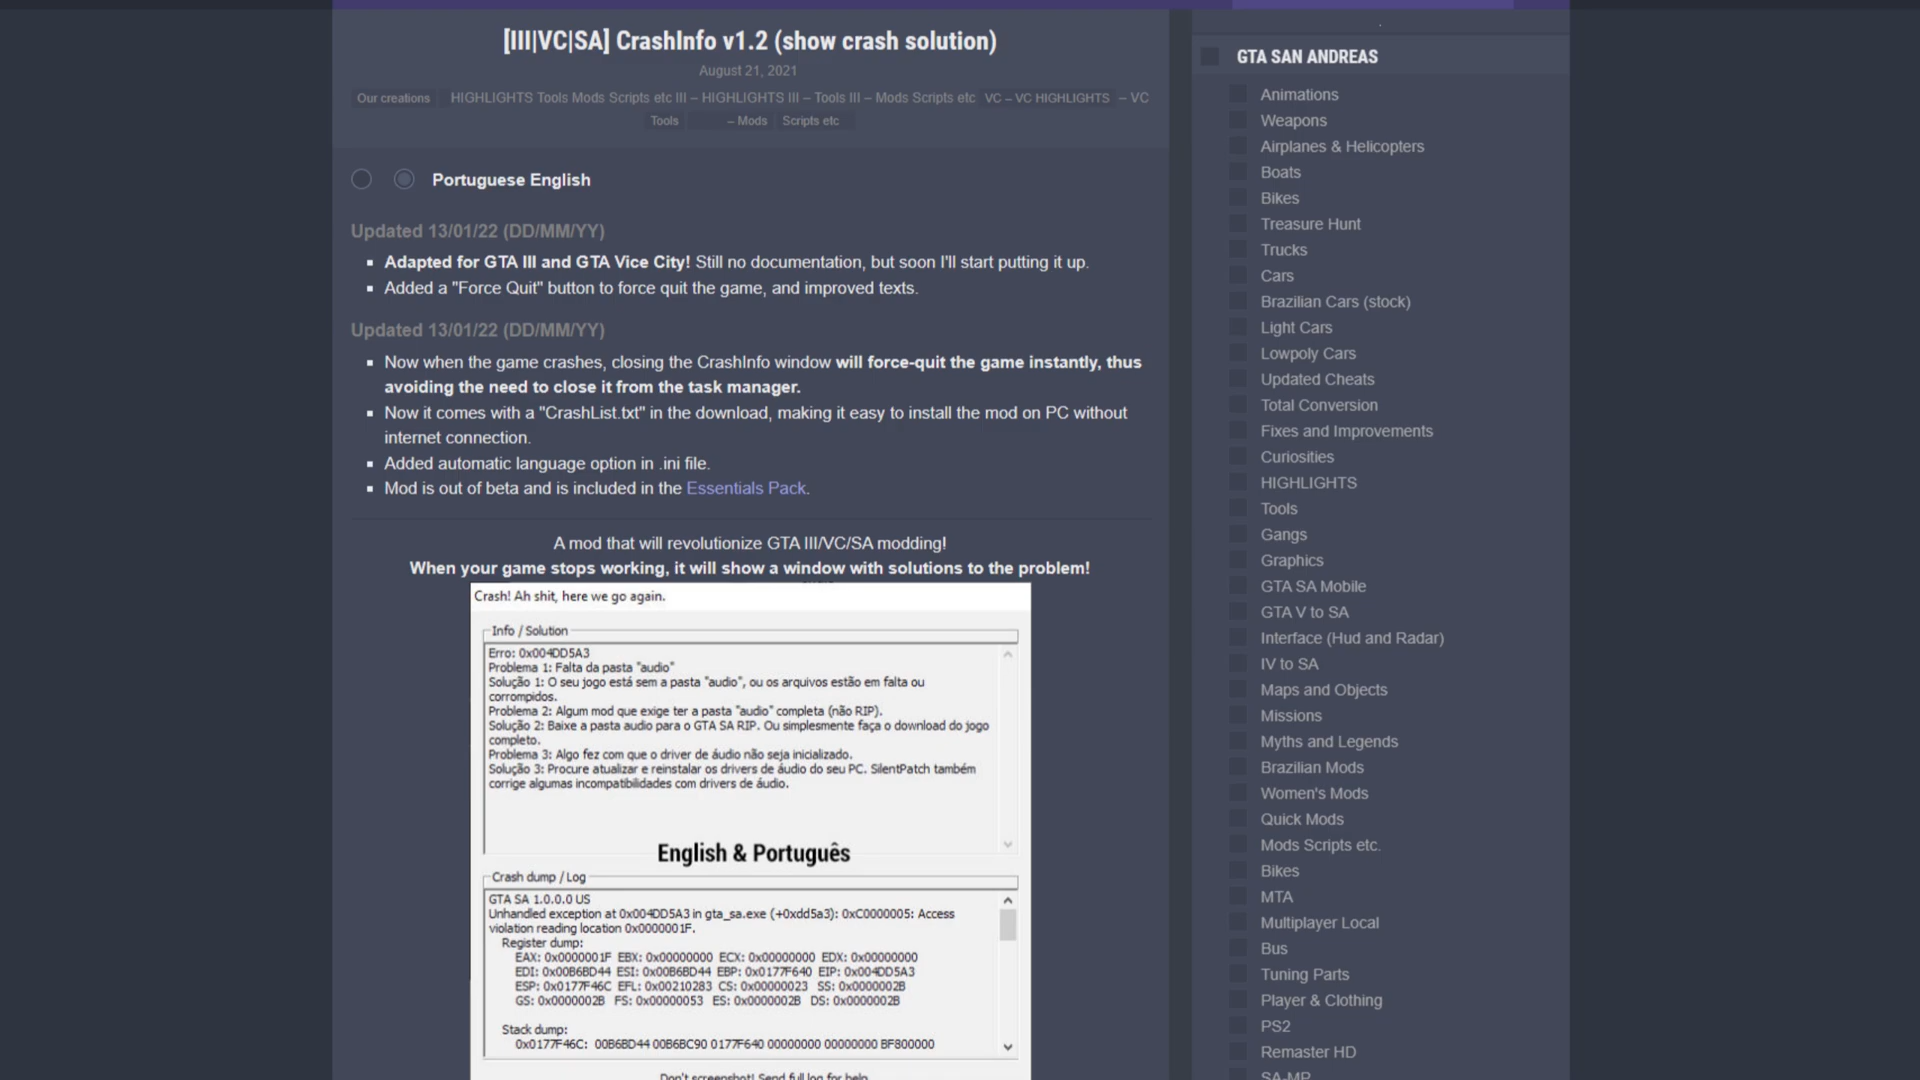 [III|VC|SA] CrashInfo v1.2 (show crash solution)
August 21, 2021
Our creations HIGHLIGHTS Tools Mods Scripts etc III – HIGHLIGHTS III – Tools III – Mods Scripts etc VC – VC HIGHLIGHTS – VC
Tools – Mods Scripts etc
Portuguese English
Updated 13/01/22 (DD/MM/YY)
Adapted for GTA III and GTA Vice City! Still no documentation, but soon I'll start putting it up.
Added a "Force Quit" button to force quit the game, and improved texts.
Updated 13/01/22 (DD/MM/YY)
Now when the game crashes, closing the CrashInfo window will force-quit the game instantly, thus
avoiding the need to close it from the task manager.
Now it comes with a "CrashList.txt" in the download, making it easy to install the mod on PC without
internet connection.
Added automatic language option in .ini file.
Mod is out of beta and is included in the Essentials Pack.
A mod that will revolutionize GTA III/VC/SA modding!
When your game stops working, it will show a window with solutions to the problem!
Crash! Ah shit, here we go again.
Info / Solution
Erro: 0x004DD5A3
Problema 1: Falta da pasta "audio"
Solução 1: O seu jogo está sem a pasta "audio", ou os arquivos estão em falta ou
corrompidos.
Problema 2: Algum mod que exige ter a pasta "audio" completa (não RIP).
Solução 2: Baixe a pasta audio para o GTA SA RIP. Ou simplesmente faça o download do jogo
completo.
Problema 3: Algo fez com que o driver de áudio não seja inicializado.
Solução 3: Procure atualizar e reinstalar os drivers de áudio do seu PC. SilentPatch também
corrige algumas incompatibilidades com drivers de áudio.
English & Português
Crash dump / Log
GTA SA 1.0.0.0 US
Unhandled exception at 0x004DD5A3 in gta_sa.exe (+0xdd5a3): 0xC0000005: Access
violation reading location 0x0000001F.
Register dump:
EAX: 0x0000001F EBX: 0x00000000 ECX: 0x00000000 EDX: 0x00000000
EDI: 0x00B6BD44 ESI: 0x00B6BD44 EBP: 0x0177F640 EIP: 0x004DD5A3
ESP: 0x0177F46C EFL: 0x00210283 CS: 0x00000023 SS: 0x0000002B
GS: 0x0000002B FS: 0x00000053 ES: 0x0000002B DS: 0x0000002B
Stack dump:
0x0177F46C: 00B6BD44 00B6BC90 0177F640 00000000 00000000 BF800000
Don't screenshot! Send full log for help
GTA SAN ANDREAS
Animations
Weapons
Airplanes & Helicopters
Boats
Bikes
Treasure Hunt
Trucks
Cars
Brazilian Cars (stock)
Light Cars
Lowpoly Cars
Updated Cheats
Total Conversion
Fixes and Improvements
Curiosities
HIGHLIGHTS
Tools
Gangs
Graphics
GTA SA Mobile
GTA V to SA
Interface (Hud and Radar)
IV to SA
Maps and Objects
Missions
Myths and Legends
Brazilian Mods
Women's Mods
Quick Mods
Mods Scripts etc.
Bikes
MTA
Multiplayer Local
Bus
Tuning Parts
Player & Clothing
PS2
Remaster HD
SA-MP